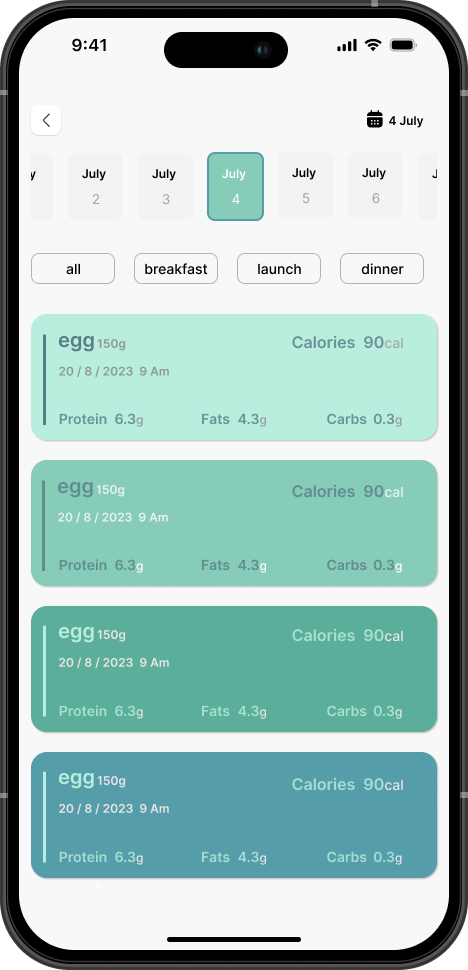 9:41
4 July
y July July July July July J
2 3 4 5 6
all breakfast launch dinner
egg 150g Calories 90cal
20 / 8 / 2023 9 Am
Protein 6.3g Fats 4.3g Carbs 0.3g
egg 150g Calories 90cal
20 / 8 / 2023 9 Am
Protein 6.3g Fats 4.3g Carbs 0.3g
egg 150g Calories 90cal
20 / 8 / 2023 9 Am
Protein 6.3g Fats 4.3g Carbs 0.3g
egg 150g Calories 90cal
20 / 8 / 2023 9 Am
Protein 6.3g Fats 4.3g Carbs 0.3g